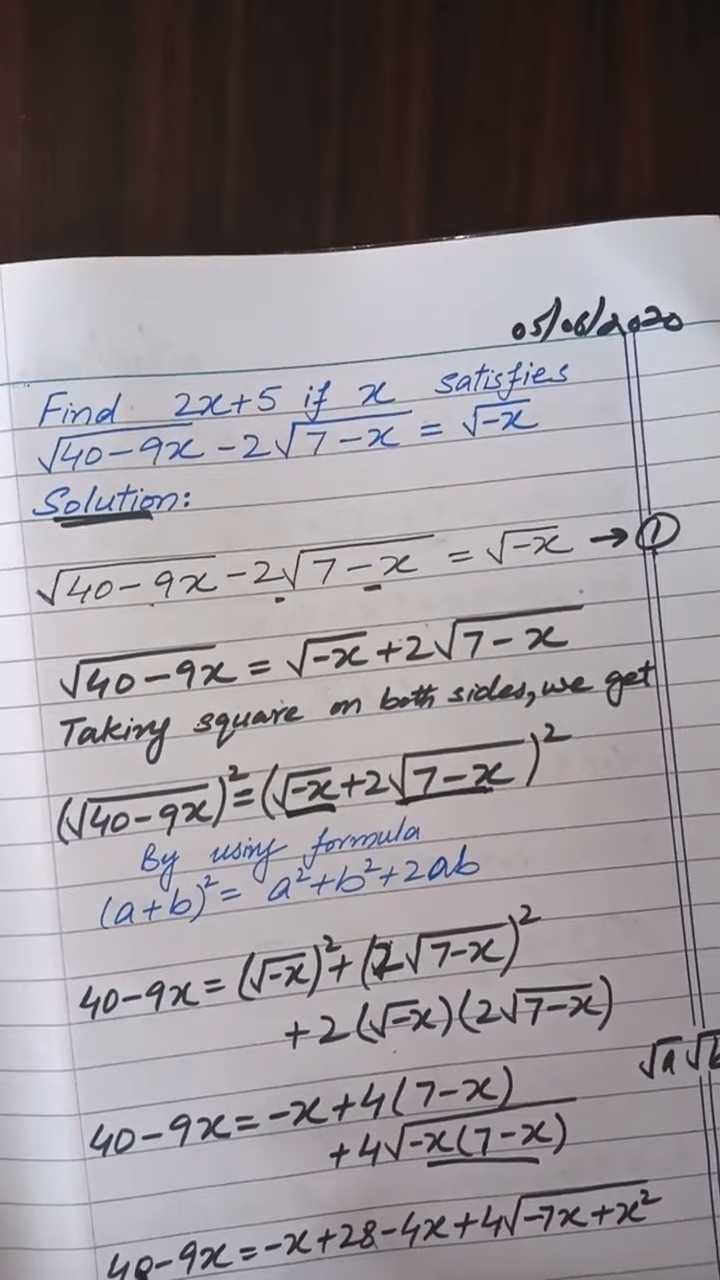 05/06/2020
Find 2x+5 if x satisfies
√40-9x - 2√7-x = √-x
Solution:
√40-9x - 2√7-x = √-x → ①
√40-9x = √-x + 2√7-x
Taking square on both sides, we get
(√40-9x)² = (√-x + 2√7-x)²
By using formula
(a+b)² = a²+b²+2ab
40-9x = (√-x)² + (2√7-x)²
+ 2(√-x)(2√7-x)
√a √b
40-9x = -x+4(7-x)
+4√-x(7-x)
40-9x = -x+28-4x+4√-7x+x²